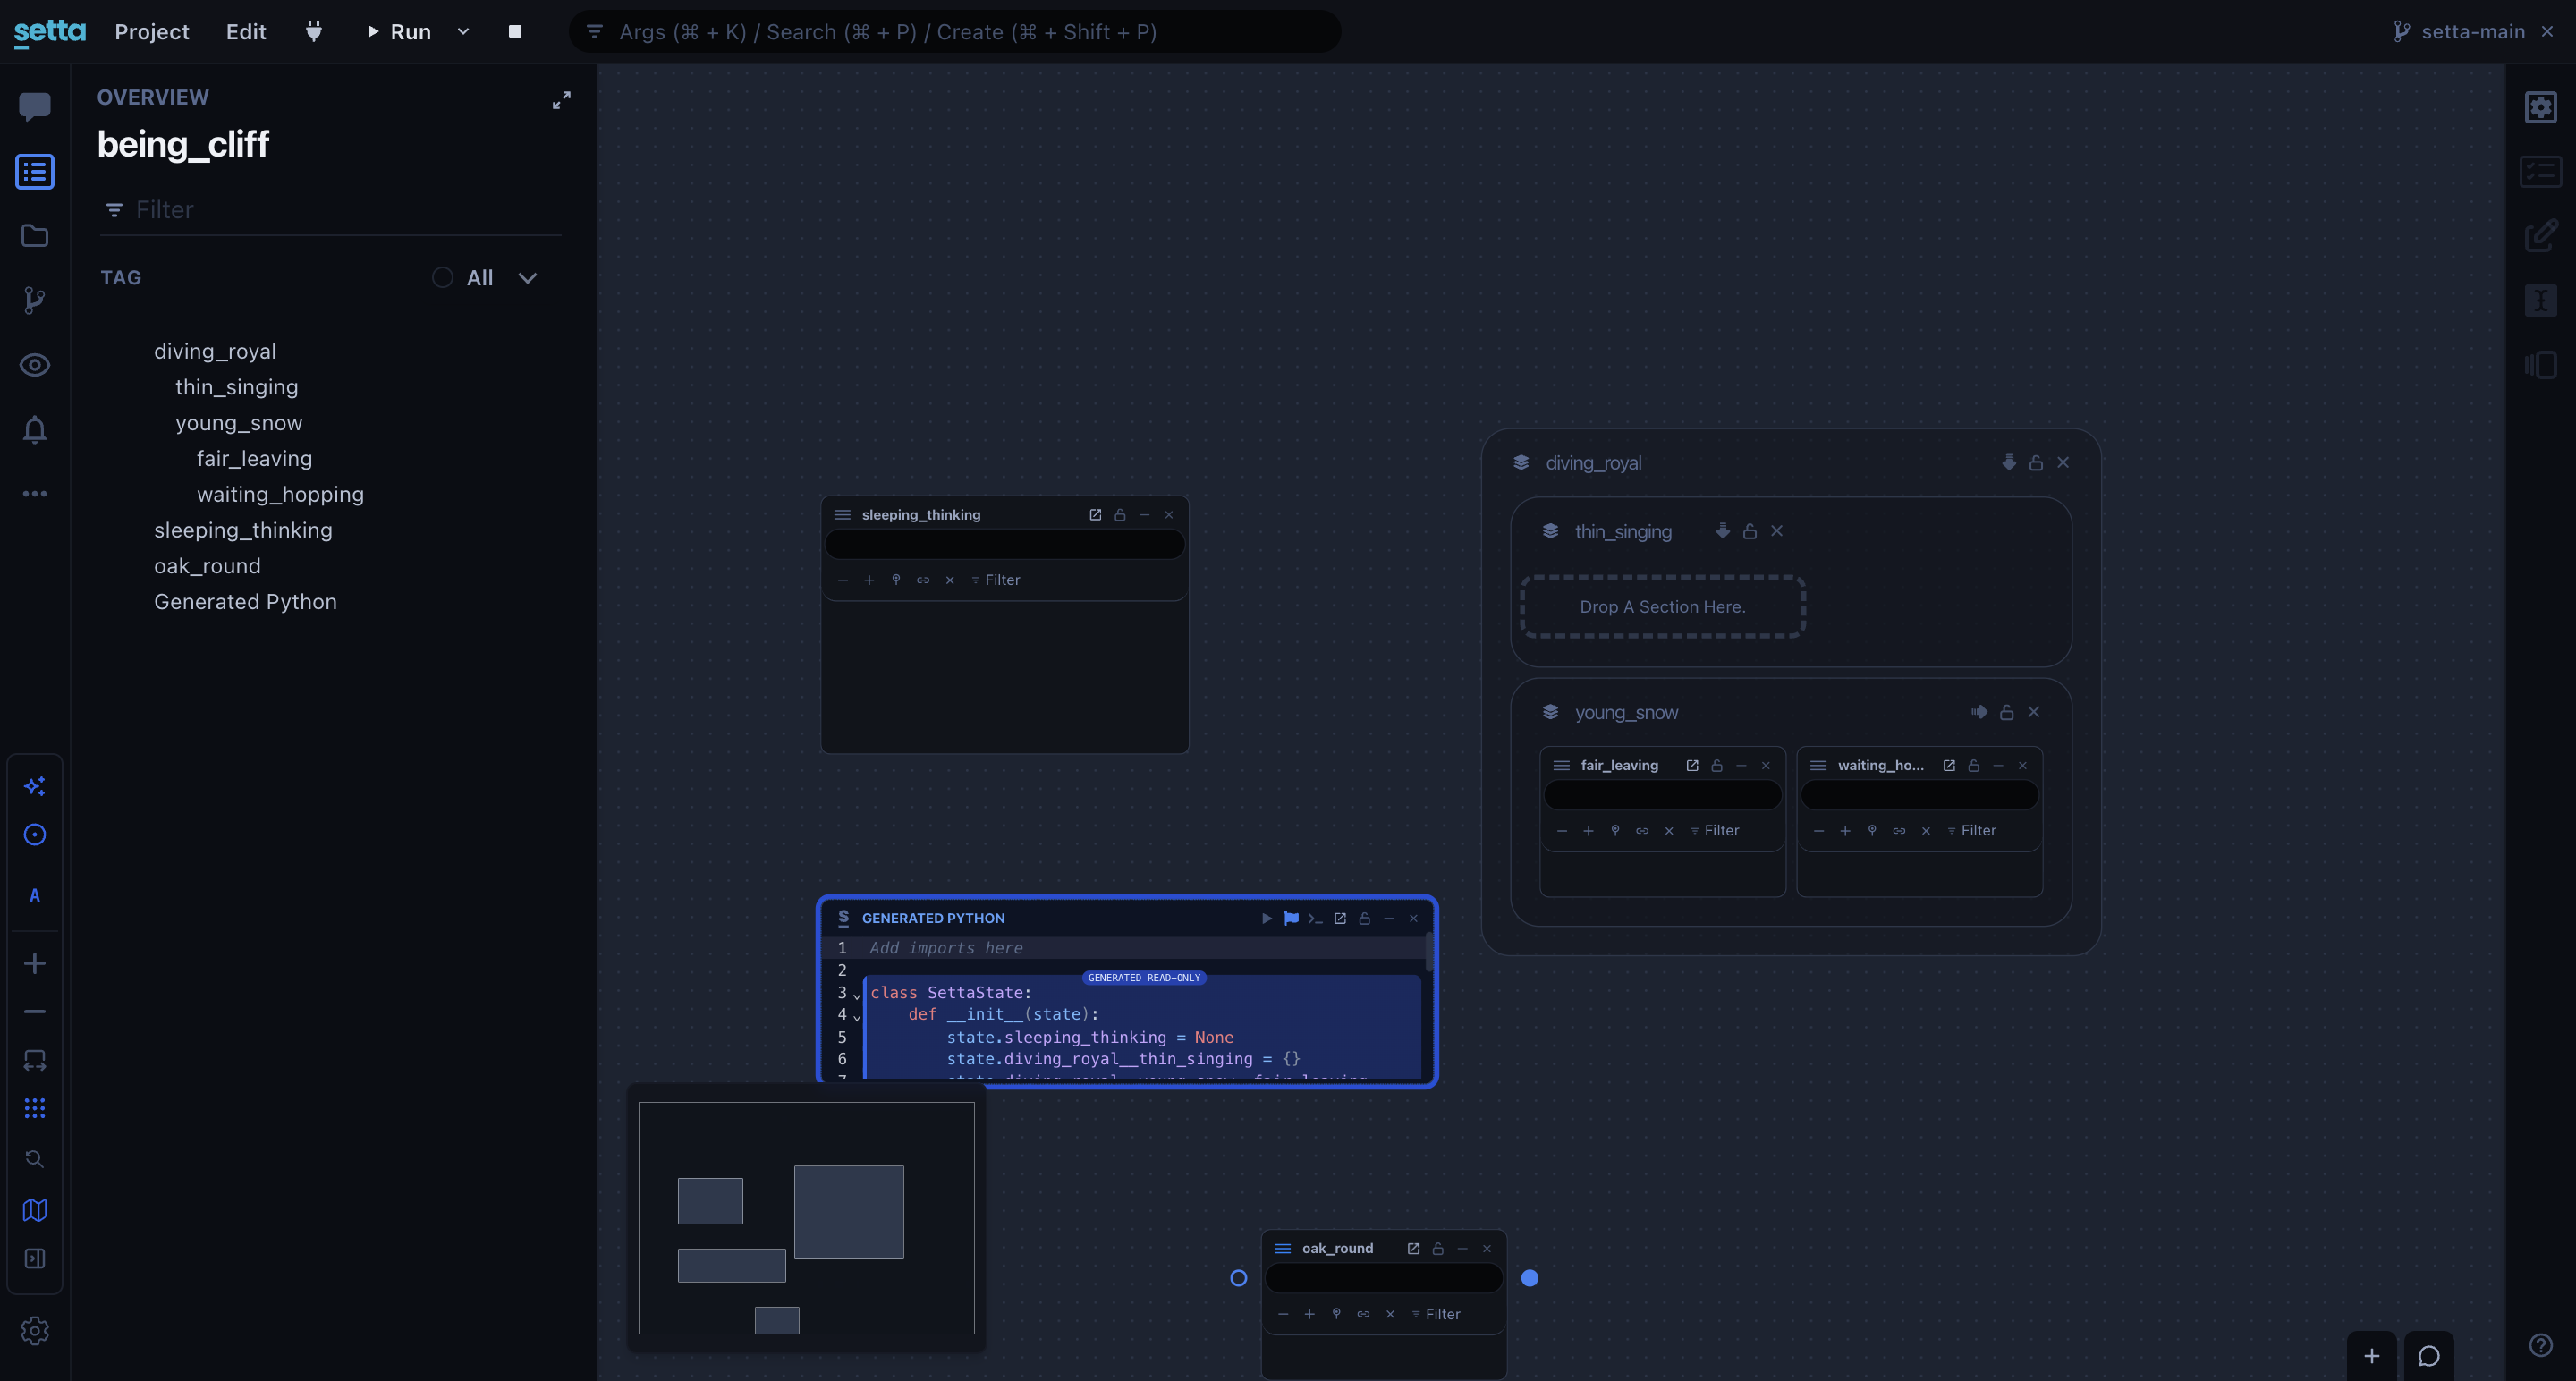 setta Project Edit Run Args (⌘ + K) / Search (⌘ + P) / Create (⌘ + Shift + P) setta-main
OVERVIEW
being_cliff
Filter
TAG All
diving_royal
thin_singing
young_snow
fair_leaving
waiting_hopping
sleeping_thinking
oak_round
Generated Python
A
sleeping_thinking
Filter
diving_royal
thin_singing
Drop A Section Here.
young_snow
fair_leaving
Filter
waiting_ho...
Filter
S GENERATED PYTHON
1 Add imports here
2
GENERATED READ-ONLY
3 class SettaState:
4 def __init__(state):
5 state.sleeping_thinking = None
6 state.diving_royal__thin_singing = {}
oak_round
Filter